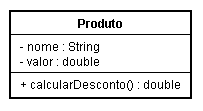 Produto
- nome : String
- valor : double
+ calcularDesconto() : double